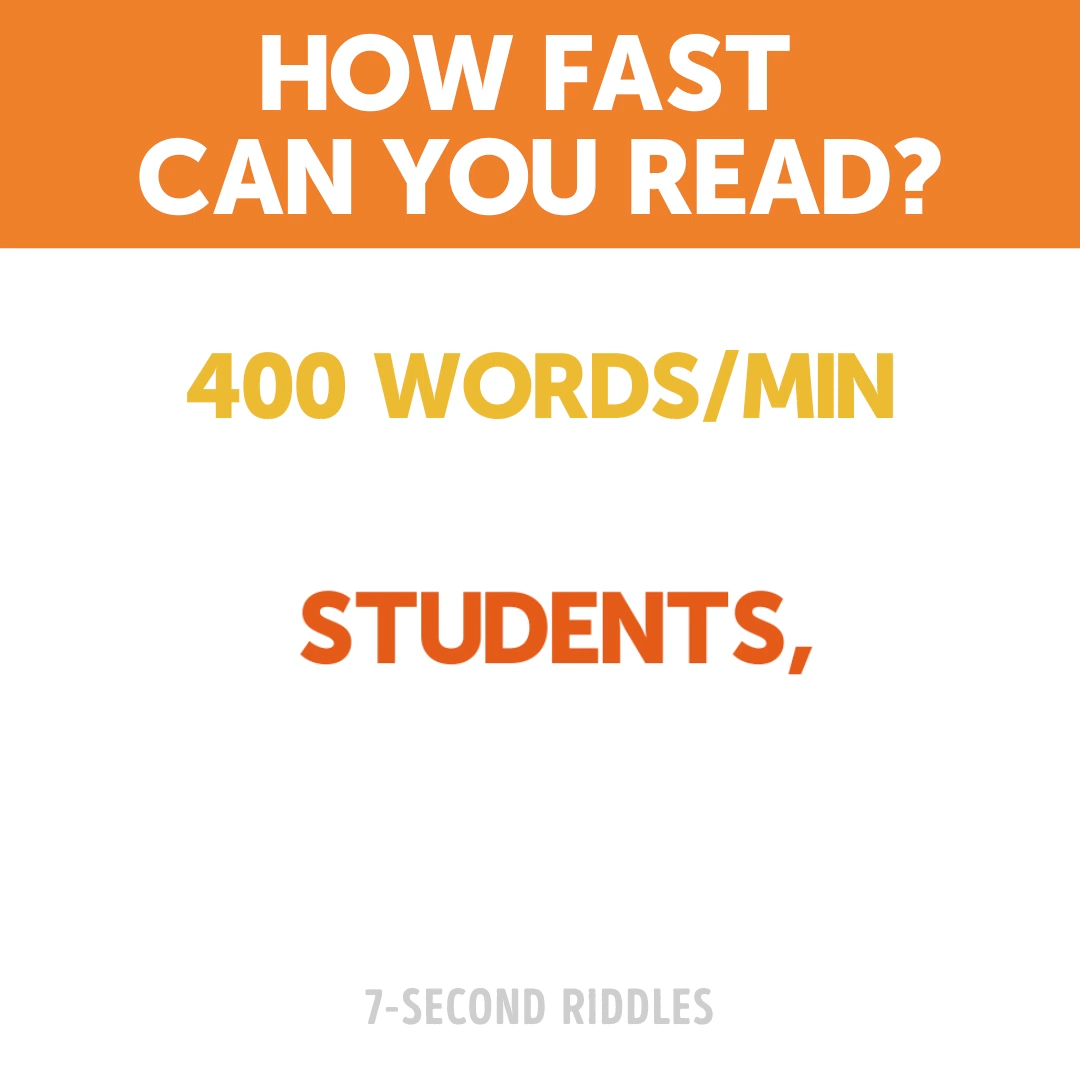 HOW FAST
CAN YOU READ?
400 WORDS/MIN
STUDENTS,
7-SECOND RIDDLES